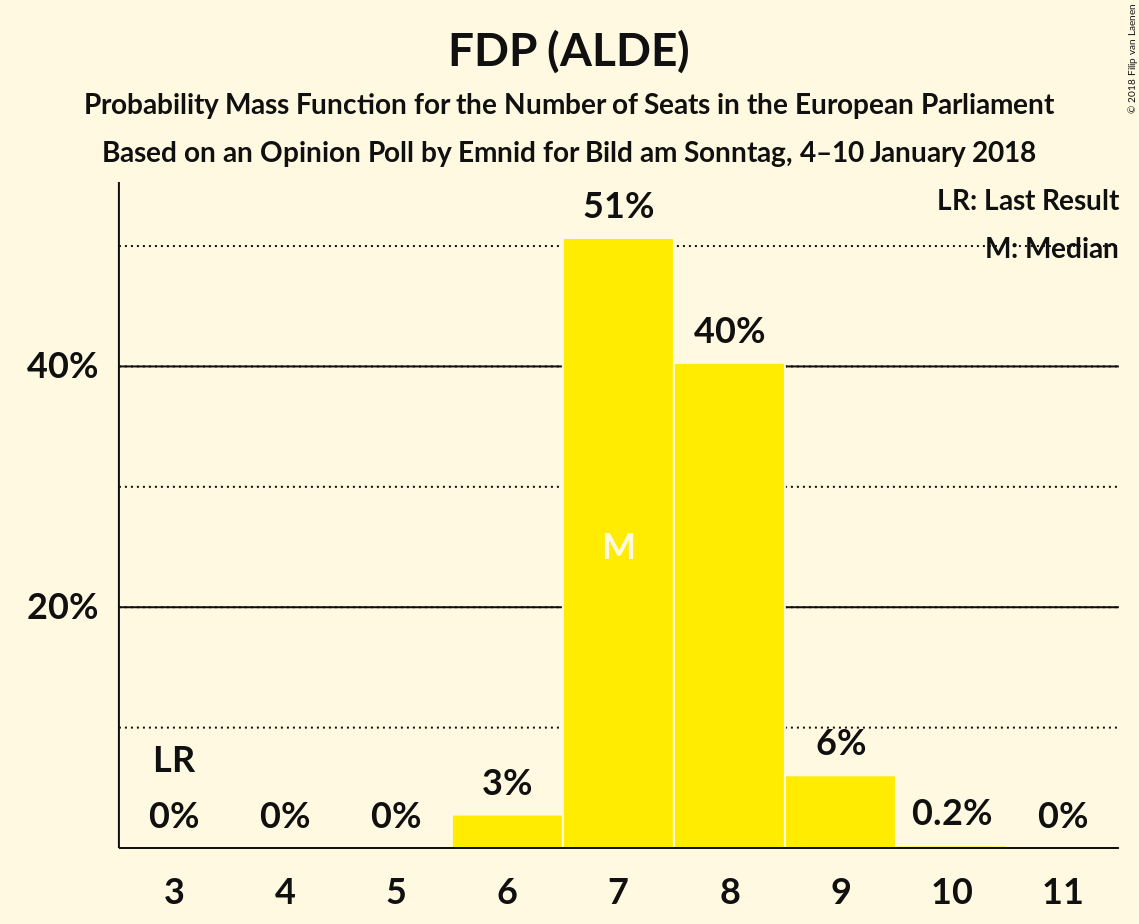 FDP (ALDE)
Probability Mass Function for the Number of Seats in the European Parliament
Based on an Opinion Poll by Emnid for Bild am Sonntag, 4–10 January 2018
© 2018 Filip van Laenen
LR: Last Result
M: Median
51%
40%
40%
M
20%
LR
0%
0%
0%
3%
6%
0.2%
0%
3 4 5 6 7 8 9 10 11